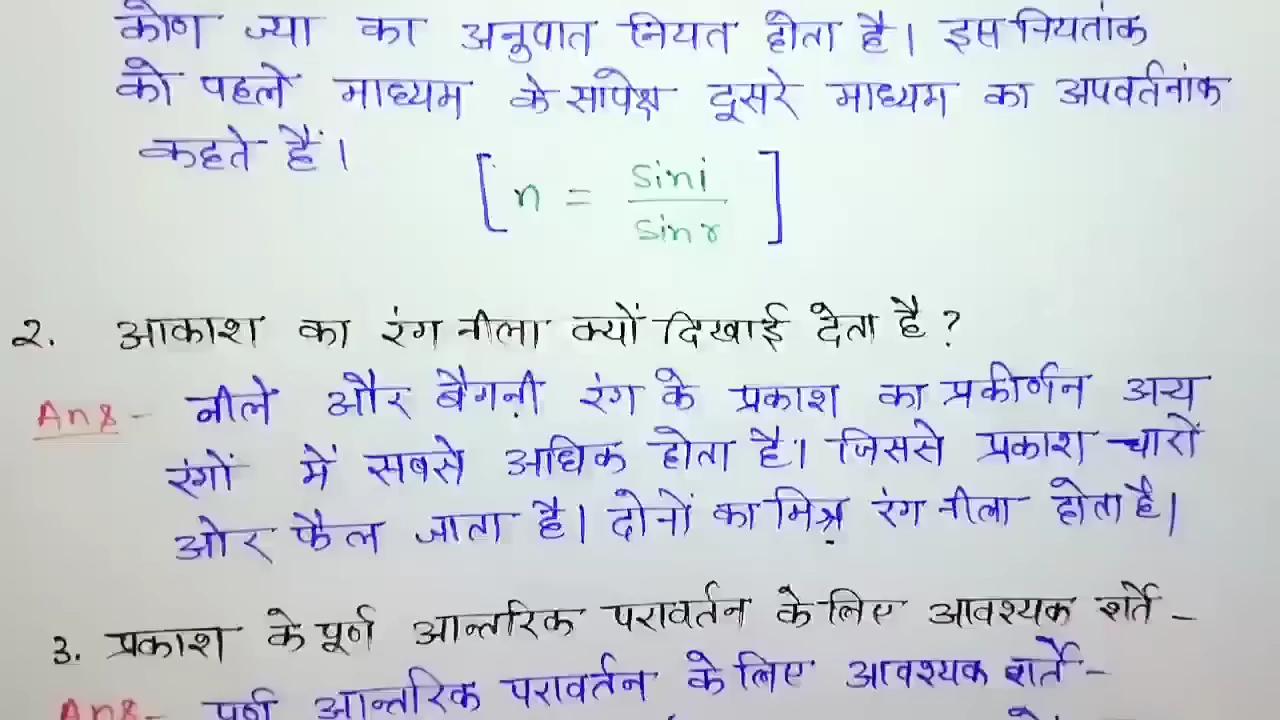 कोण ज्या का अनुपात नियत होता है। इस नियतांक
को पहले माध्यम के सापेक्ष दूसरे माध्यम का अपवर्तनांक
कहते हैं।
[ n = sini / sinr ]
2. आकाश का रंग नीला क्यों दिखाई देता है ?
Ans - नीले और बैगनी रंग के प्रकाश का प्रकीर्णन अन्य
रंगों में सबसे अधिक होता है। जिससे प्रकाश चारों
ओर फैल जाता है। दोनों का मिश्र रंग नीला होता है।
3. प्रकाश के पूर्ण आन्तरिक परावर्तन के लिए आवश्यक शर्ते -
Ans - पूर्ण आन्तरिक परावर्तन के लिए आवश्यक शर्ते -